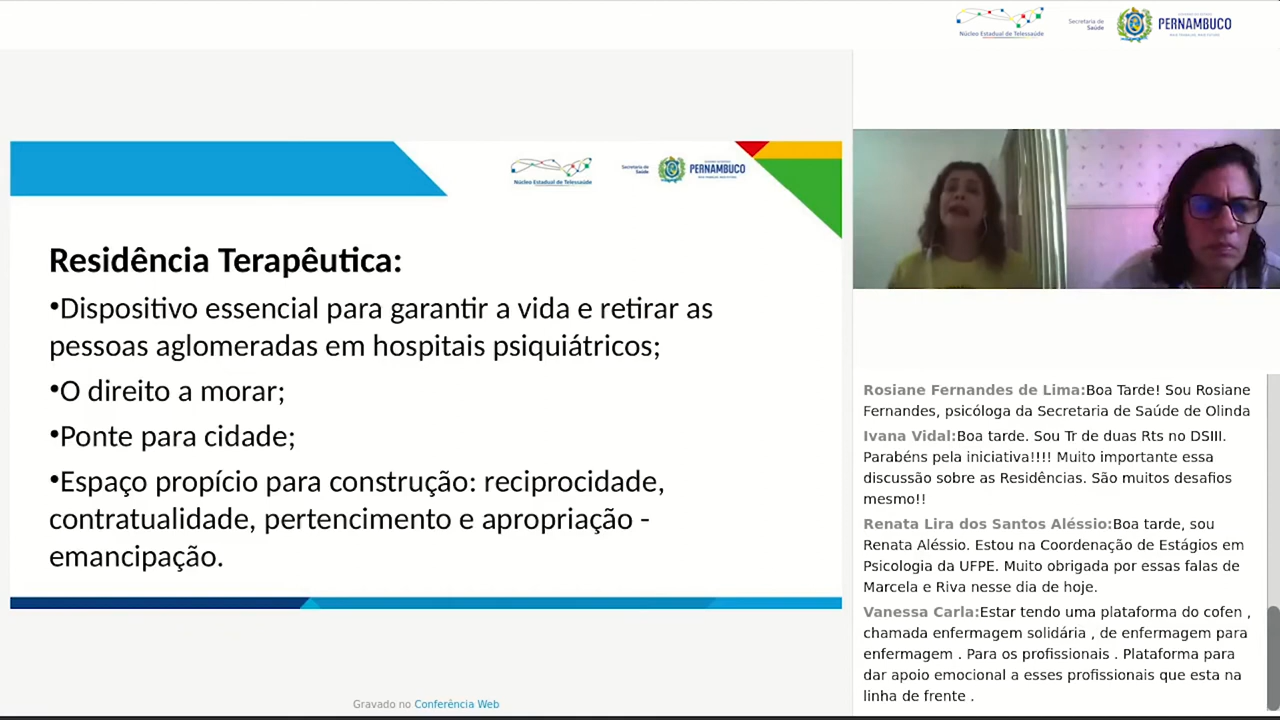 Núcleo Estadual de Telessaúde
Secretaria de
Saúde
PERNAMBUCO
Núcleo Estadual de Telessaúde
Secretaria de
Saúde
PERNAMBUCO
Residência Terapêutica:
•Dispositivo essencial para garantir a vida e retirar as
pessoas aglomeradas em hospitais psiquiátricos;
•O direito a morar;
•Ponte para cidade;
•Espaço propício para construção: reciprocidade,
contratualidade, pertencimento e apropriação -
emancipação.
Gravado no Conferência Web
Rosiane Fernandes de Lima:Boa Tarde! Sou Rosiane
Fernandes, psicóloga da Secretaria de Saúde de Olinda
Ivana Vidal:Boa tarde. Sou Tr de duas Rts no DSIII.
Parabéns pela iniciativa!!!! Muito importante essa
discussão sobre as Residências. São muitos desafios
mesmo!!
Renata Lira dos Santos Aléssio:Boa tarde, sou
Renata Aléssio. Estou na Coordenação de Estágios em
Psicologia da UFPE. Muito obrigada por essas falas de
Marcela e Riva nesse dia de hoje.
Vanessa Carla:Estar tendo uma plataforma do cofen ,
chamada enfermagem solidária , de enfermagem para
enfermagem . Para os profissionais . Plataforma para
dar apoio emocional a esses profissionais que esta na
linha de frente .